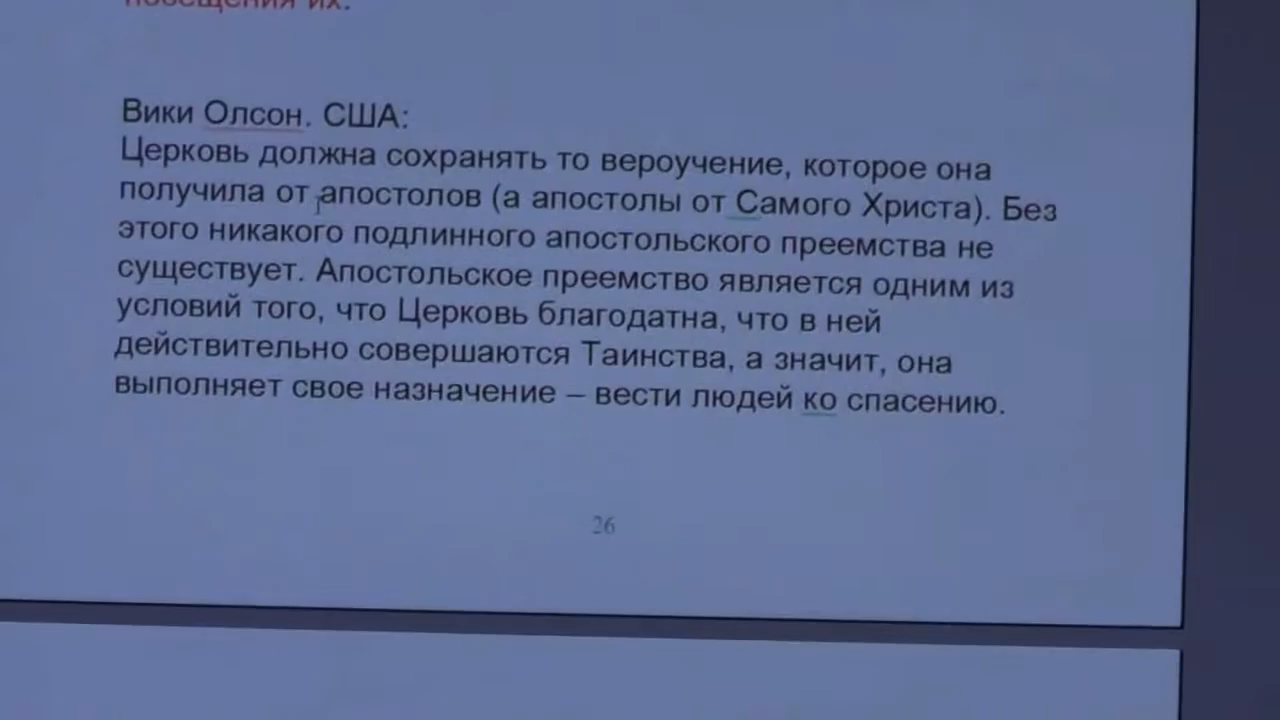 посещения их.
Вики Олсон. США:
Церковь должна сохранять то вероучение, которое она
получила от апостолов (а апостолы от Самого Христа). Без
этого никакого подлинного апостольского преемства не
существует. Апостольское преемство является одним из
условий того, что Церковь благодатна, что в ней
действительно совершаются Таинства, а значит, она
выполняет свое назначение – вести людей ко спасению.
26